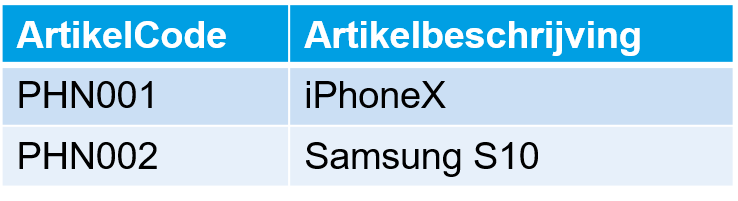 ArtikelCode Artikelbeschrijving
PHN001 iPhoneX
PHN002 Samsung S10